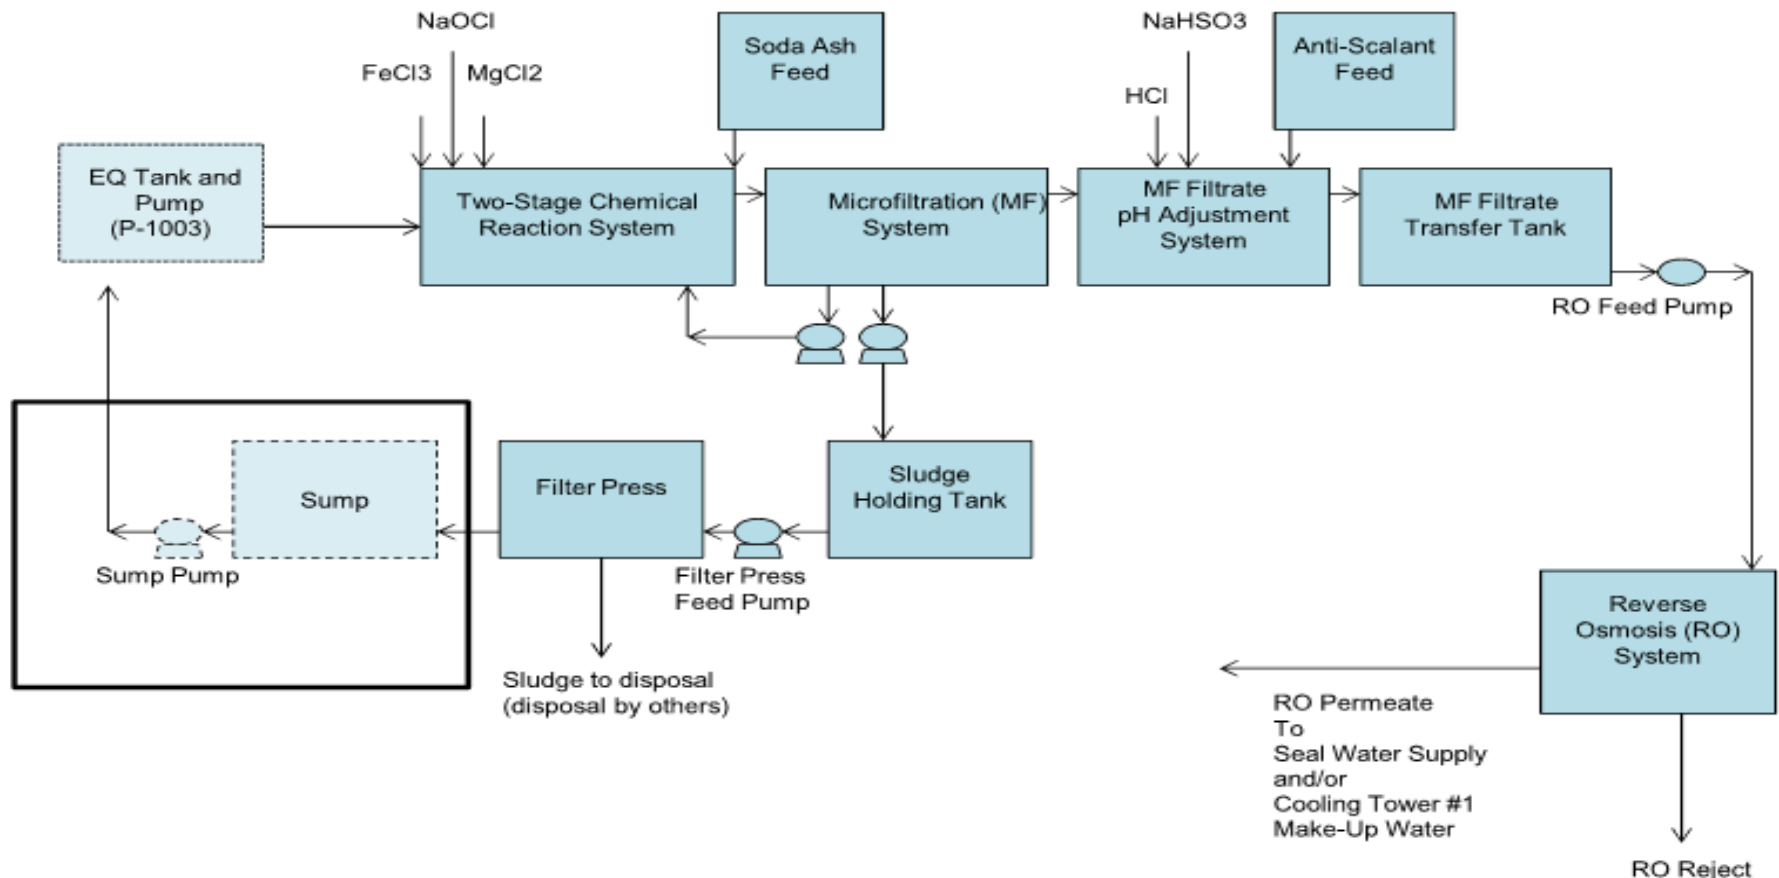 NaOCl
FeCl3
MgCl2
Soda Ash
Feed
NaHSO3
HCl
Anti-Scalant
Feed
EQ Tank and
Pump
(P-1003)
Two-Stage Chemical
Reaction System
Microfiltration (MF)
System
MF Filtrate
pH Adjustment
System
MF Filtrate
Transfer Tank
RO Feed Pump
Sump
Sump Pump
Filter Press
Filter Press
Feed Pump
Sludge
Holding Tank
Sludge to disposal
(disposal by others)
Reverse
Osmosis (RO)
System
RO Permeate
To
Seal Water Supply
and/or
Cooling Tower #1
Make-Up Water
RO Reject